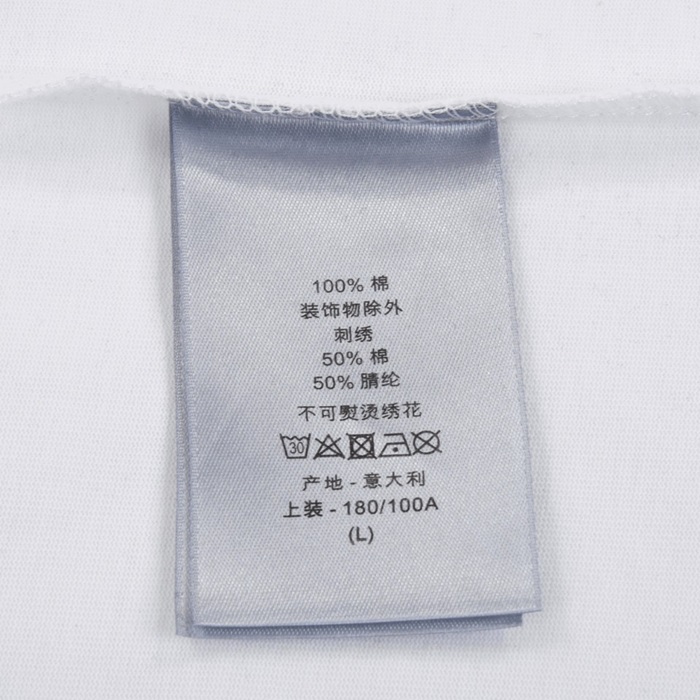 100% 棉
装饰物除外
刺绣
50% 棉
50% 腈纶
不可熨烫绣花
30
产地 - 意大利
上装 - 180/100A
(L)